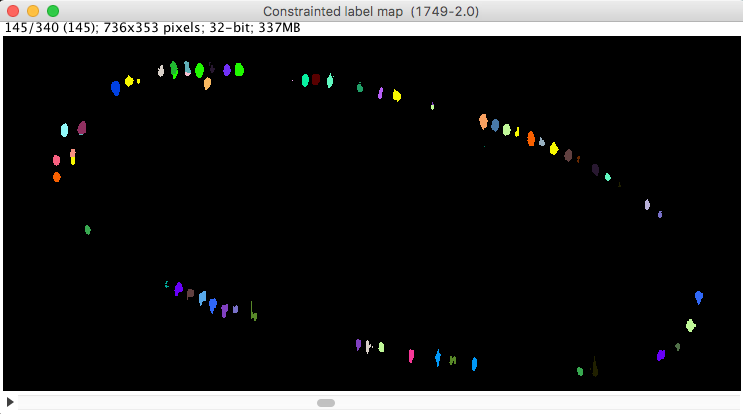 Constrainted label map (1749-2.0)
145/340 (145); 736x353 pixels; 32-bit; 337MB